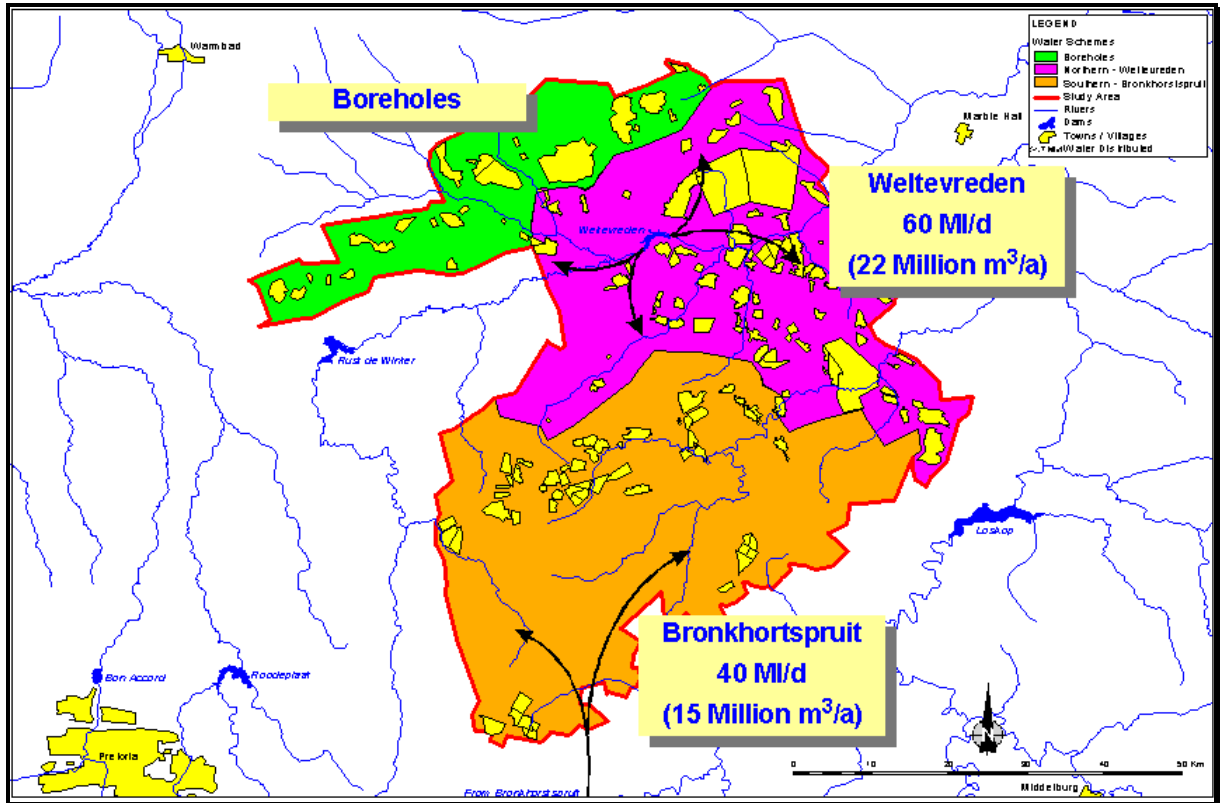 Warmbad
LEGEND
Water Schemes
Boreholes
Northern - Weltevreden
Southern - Bronkhorstspruit
Study Area
Rivers
Dams
Towns / Villages
Water Distributed
Boreholes
Marble Hall
Weltevreden
60 Ml/d
(22 Million m³/a)
Weltevreden
Rust de Winter
Loskop
Bronkhortspruit
40 Ml/d
(15 Million m³/a)
Bon Accord
Roodeplaat
Pretoria
0 10 20 30 40 50 Km
From Bronkhorstspruit
Middelburg